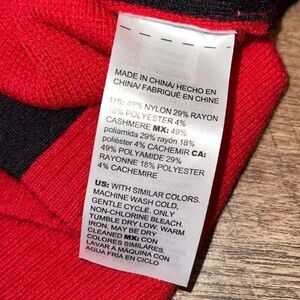 MADE IN CHINA/ HECHO EN
CHINA/ FABRIQUÉ EN CHINE
US: 49% NYLON 29% RAYON
18% POLYESTER 4%
CASHMERE MX: 49%
poliamida 29% rayón 18%
poliéster 4% CACHEMIR CA:
49% POLYAMIDE 29%
RAYONNE 18% POLYESTER
4% CACHEMIRE
US: WITH SIMILAR COLORS.
MACHINE WASH COLD,
GENTLE CYCLE. ONLY
NON-CHLORINE BLEACH.
TUMBLE DRY LOW. WARM
IRON. MAY BE DRY
CLEANED MX: CON
COLORES SIMILARES.
LAVAR A MÁQUINA CON
AGUA FRÍA EN CICLO